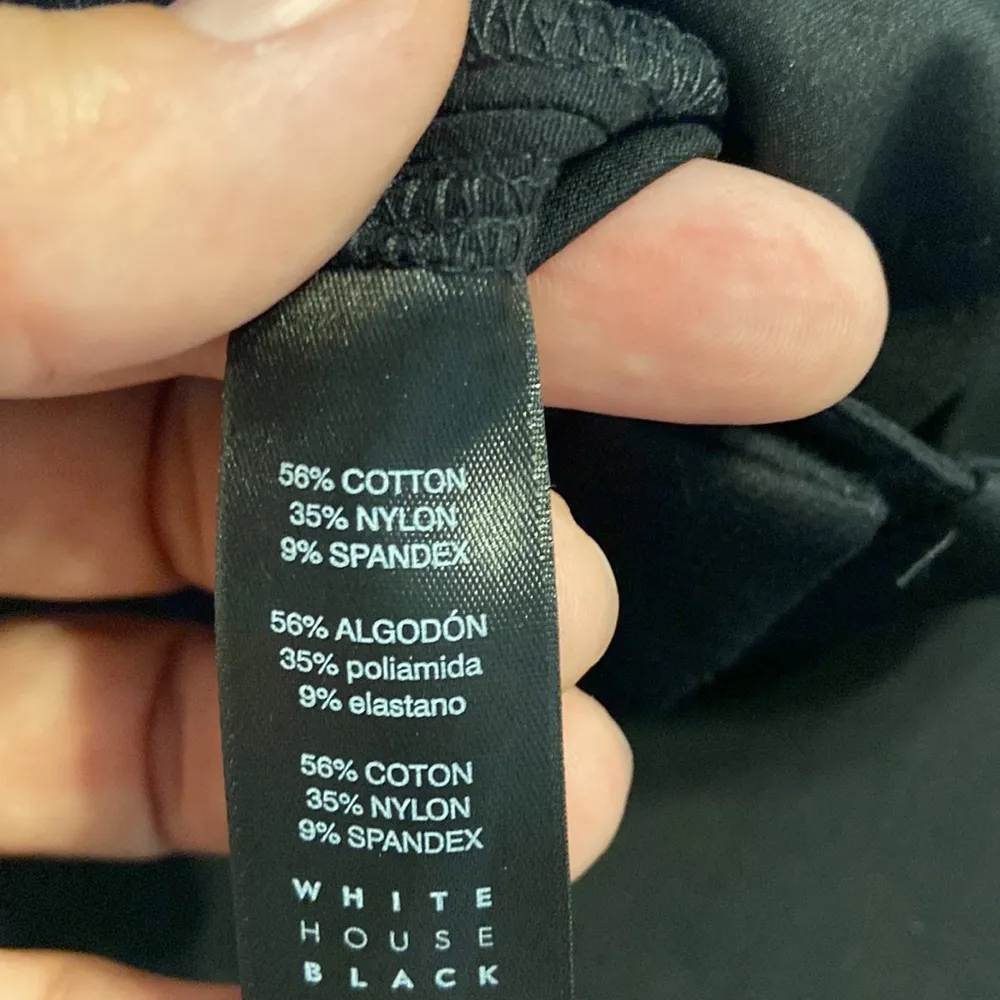 56% COTTON
35% NYLON
9% SPANDEX
56% ALGODÓN
35% poliamida
9% elastano
56% COTON
35% NYLON
9% SPANDEX
WHITE
HOUSE
BLACK